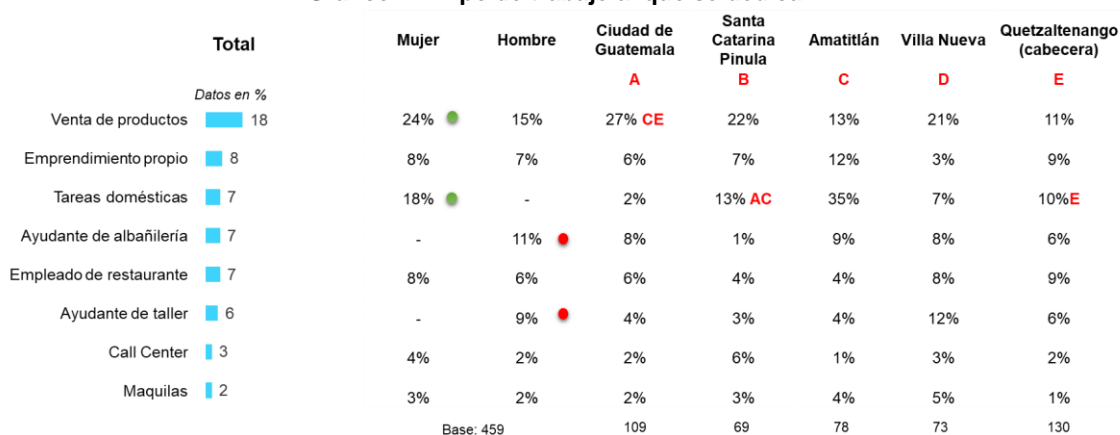 Total
Mujer
Hombre
Ciudad de
Guatemala
Santa
Catarina
Pinula
Amatitlán
Villa Nueva
Quetzaltenango
(cabecera)
A
B
C
D
E
Datos en %
Venta de productos 18 24% 15% 27% CE 22% 13% 21% 11%
Emprendimiento propio 8 8% 7% 6% 7% 12% 3% 9%
Tareas domésticas 7 18% - 2% 13% AC 35% 7% 10%E
Ayudante de albañilería 7 - 11% 8% 1% 9% 8% 6%
Empleado de restaurante 7 8% 6% 6% 4% 4% 8% 9%
Ayudante de taller 6 - 9% 4% 3% 4% 12% 6%
Call Center 3 4% 2% 2% 6% 1% 3% 2%
Maquilas 2 3% 2% 2% 3% 4% 5% 1%
Base: 459 109 69 78 73 130